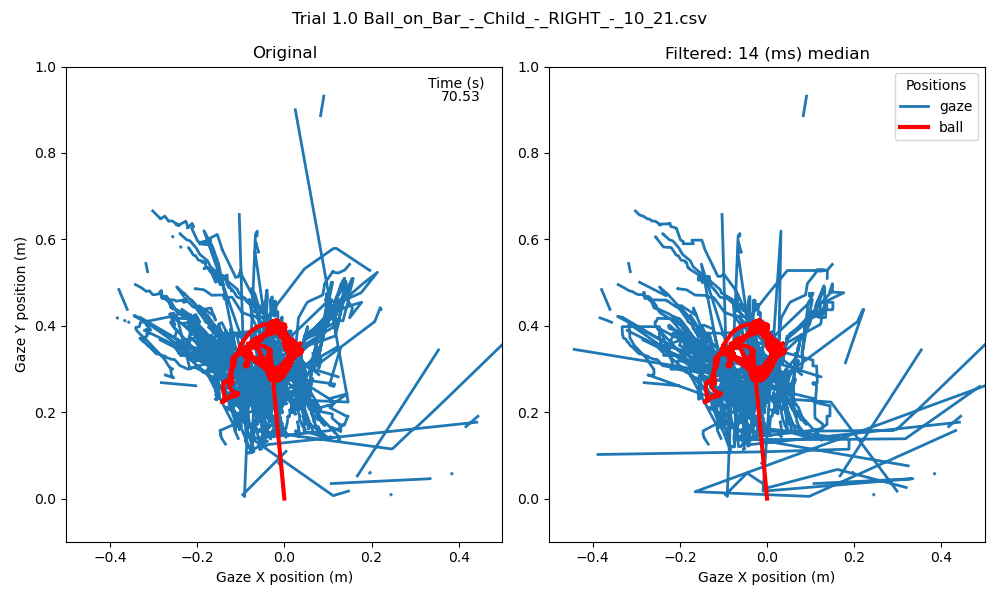 Trial 1.0 Ball_on_Bar_-_Child_-_RIGHT_-_10_21.csv
Original
Time (s)
70.53
1.0
0.8
0.6
0.4
0.2
0.0
Gaze Y position (m)
−0.4 −0.2 0.0 0.2 0.4
Gaze X position (m)
Filtered: 14 (ms) median
Positions
gaze
ball
1.0
0.8
0.6
0.4
0.2
0.0
−0.4 −0.2 0.0 0.2 0.4
Gaze X position (m)